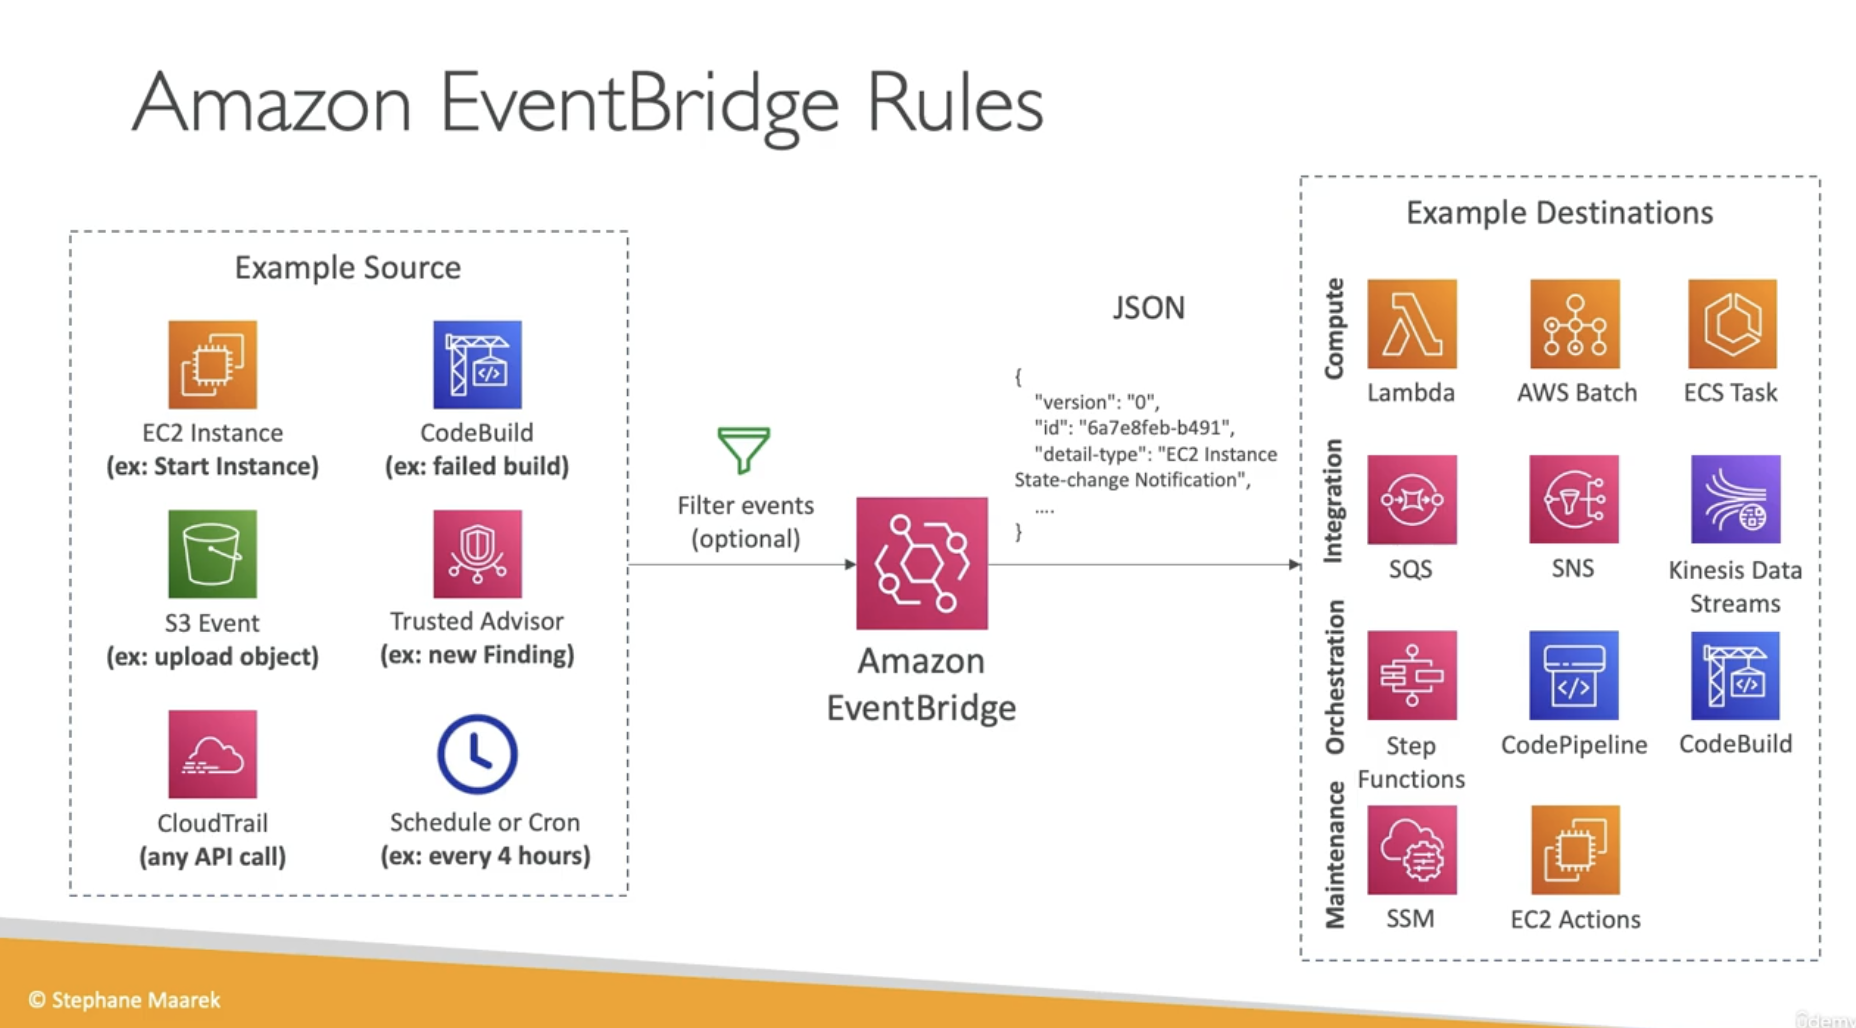 Amazon EventBridge Rules
Example Source
EC2 Instance
(ex: Start Instance)
CodeBuild
(ex: failed build)
S3 Event
(ex: upload object)
Trusted Advisor
(ex: new Finding)
CloudTrail
(any API call)
Schedule or Cron
(ex: every 4 hours)
Filter events
(optional)
Amazon
EventBridge
JSON
{
"version": "0",
"id": "6a7e8feb-b491",
"detail-type": "EC2 Instance
State-change Notification",
....
}
Example Destinations
Compute
Lambda
AWS Batch
ECS Task
Integration
SQS
SNS
Kinesis Data
Streams
Orchestration
Step
Functions
CodePipeline
CodeBuild
Maintenance
SSM
EC2 Actions
© Stephane Maarek
udemy